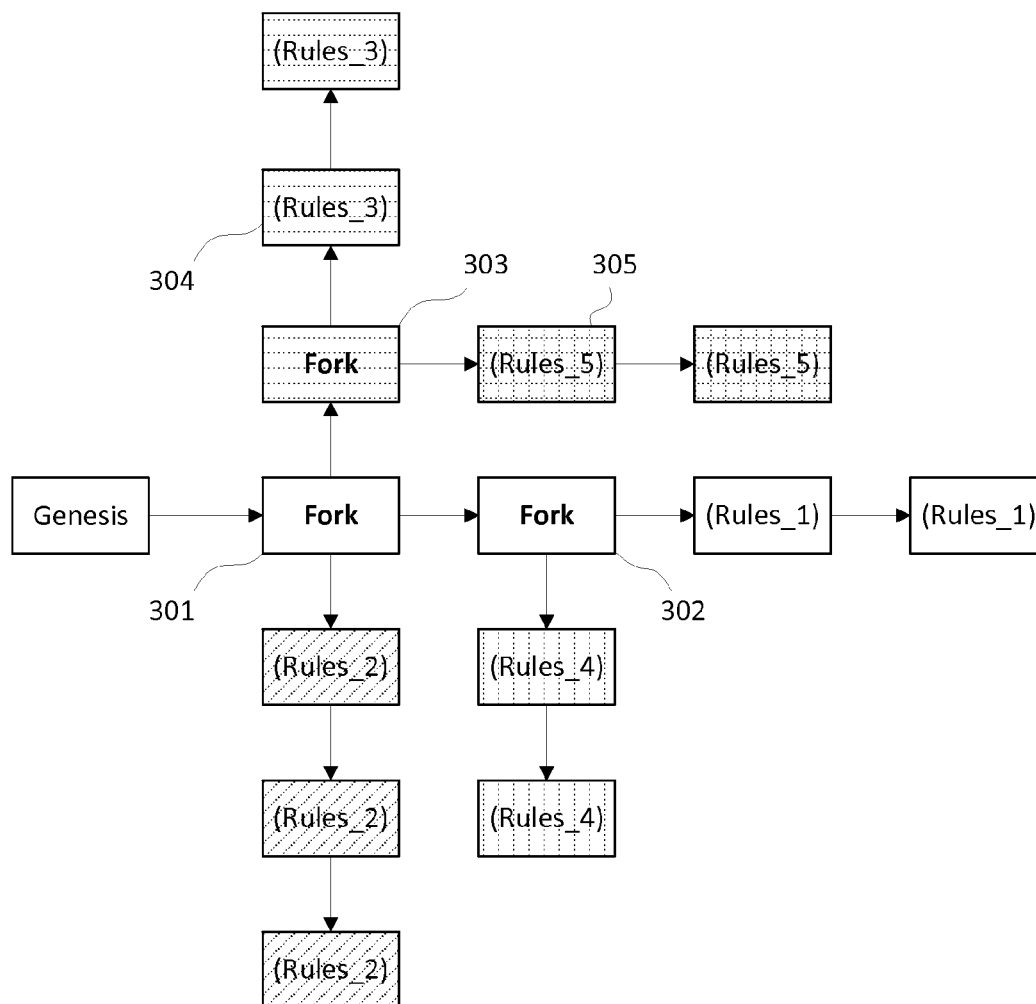 (Rules_3)
(Rules_3)
304
303
305
Fork
(Rules_5)
(Rules_5)
Genesis
Fork
Fork
(Rules_1)
(Rules_1)
301
302
(Rules_2)
(Rules_4)
(Rules_2)
(Rules_4)
(Rules_2)